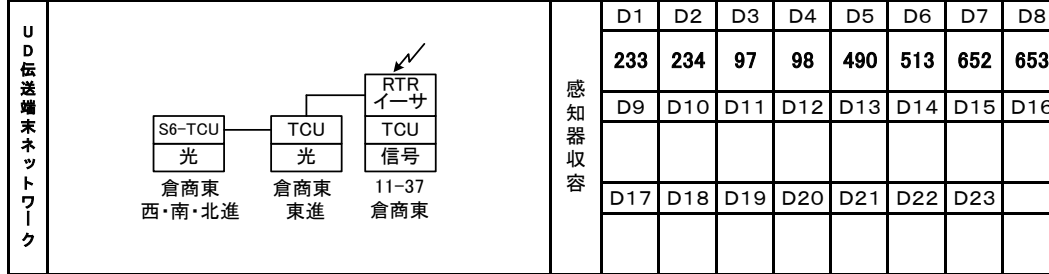 UD伝送端末ネットワーク
RTR
イーサ
S6-TCU
TCU
TCU
光
光
信号
倉商東
西・南・北進
倉商東
東進
11-37
倉商東
感知器収容
D1 D2 D3 D4 D5 D6 D7 D8
233 234 97 98 490 513 652 653
D9 D10 D11 D12 D13 D14 D15 D16
D17 D18 D19 D20 D21 D22 D23